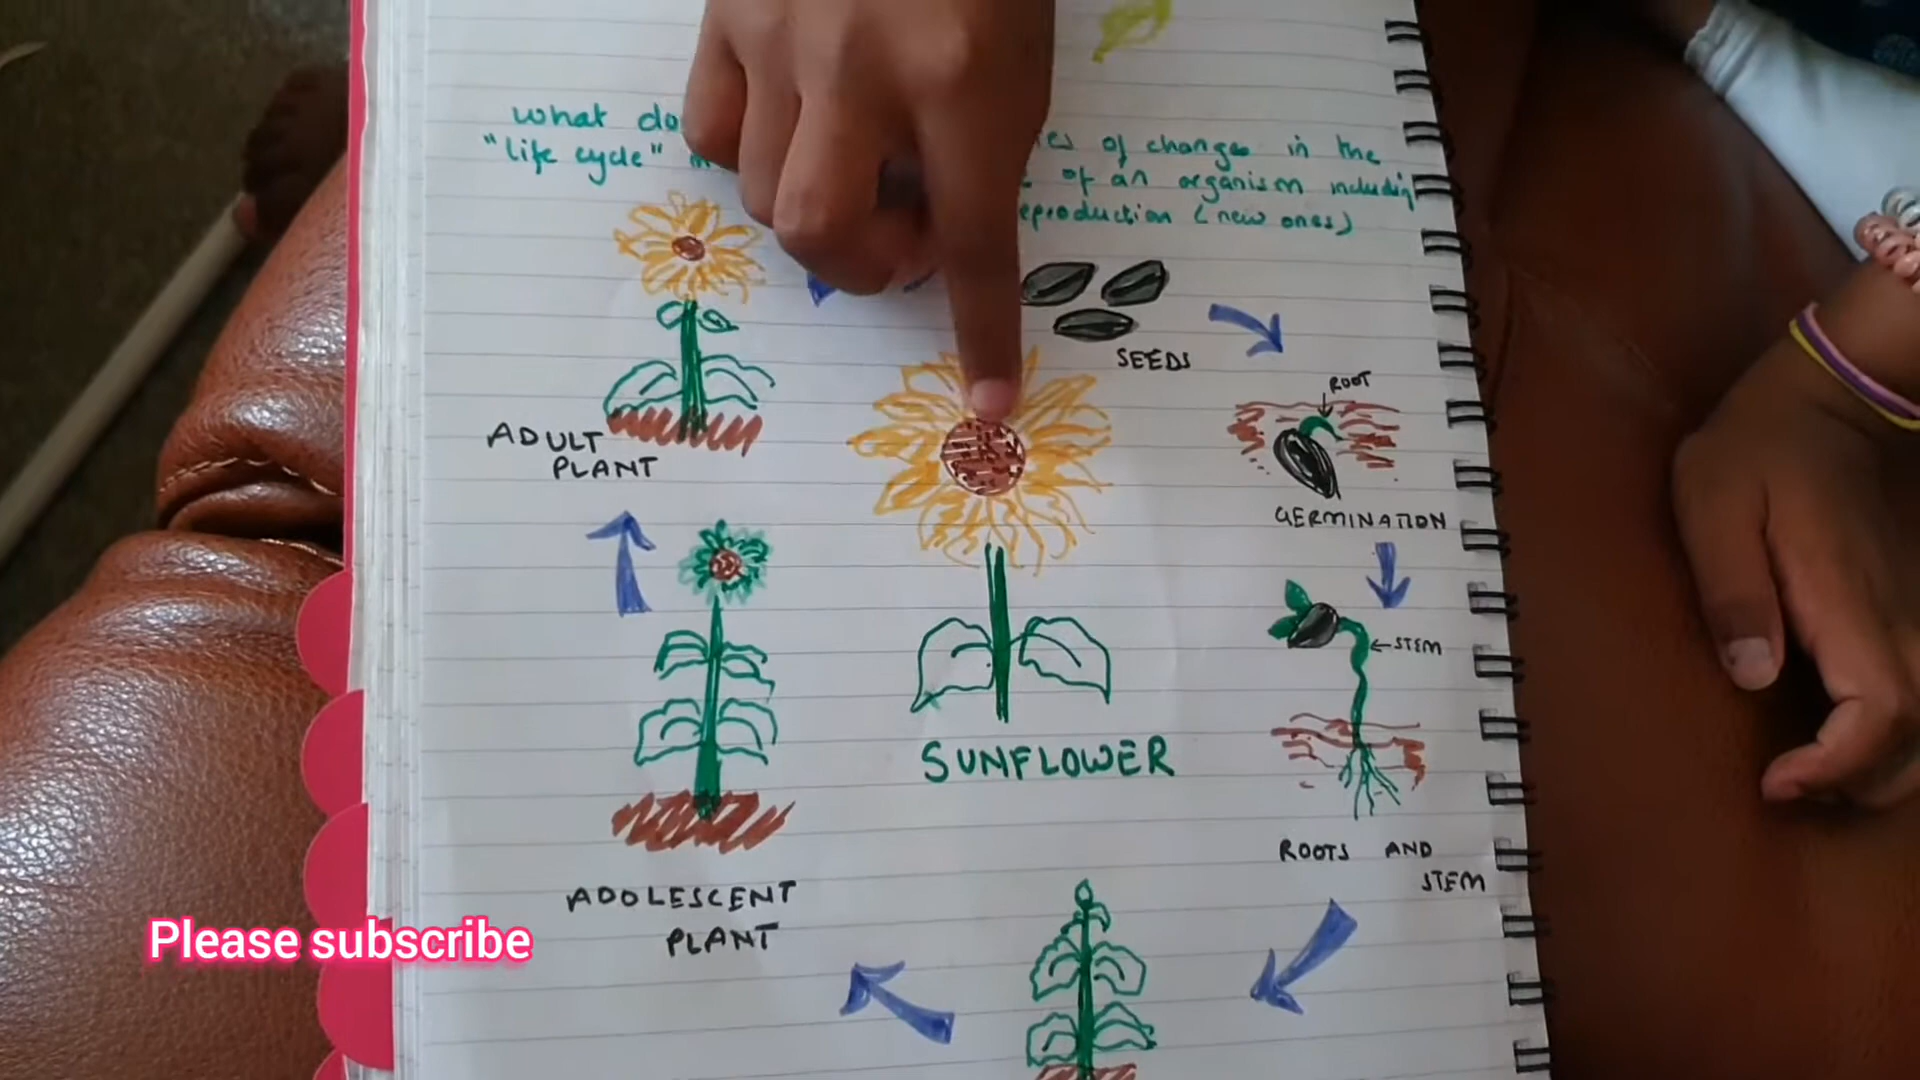 what do
"life cycle"
of changes in the
of an organism including
(new ones)
SEEDS
ROOT
ADULT
PLANT
GERMINATION
STEM
SUNFLOWER
ROOTS AND
STEM
ADOLESCENT
PLANT
Please subscribe